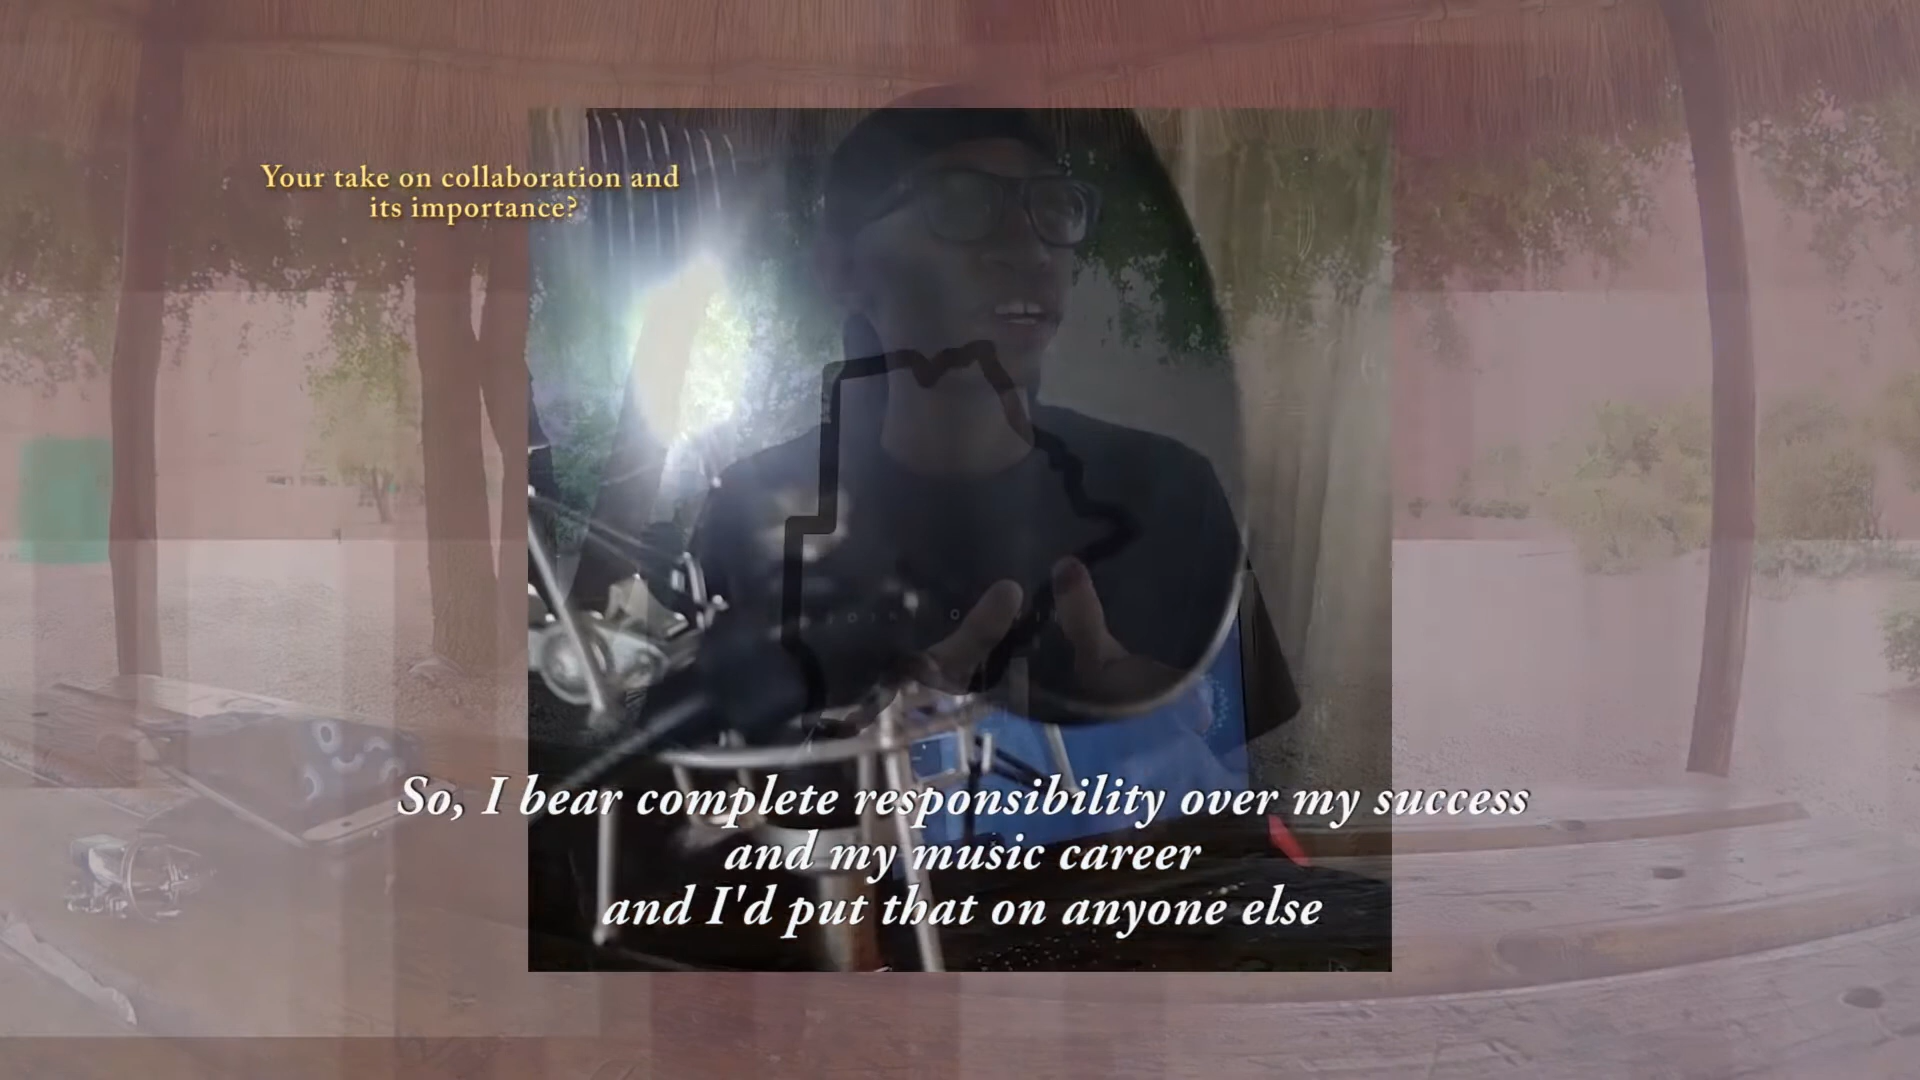 Your take on collaboration and
its importance?
So, I bear complete responsibility over my success
and my music career
and I'd put that on anyone else